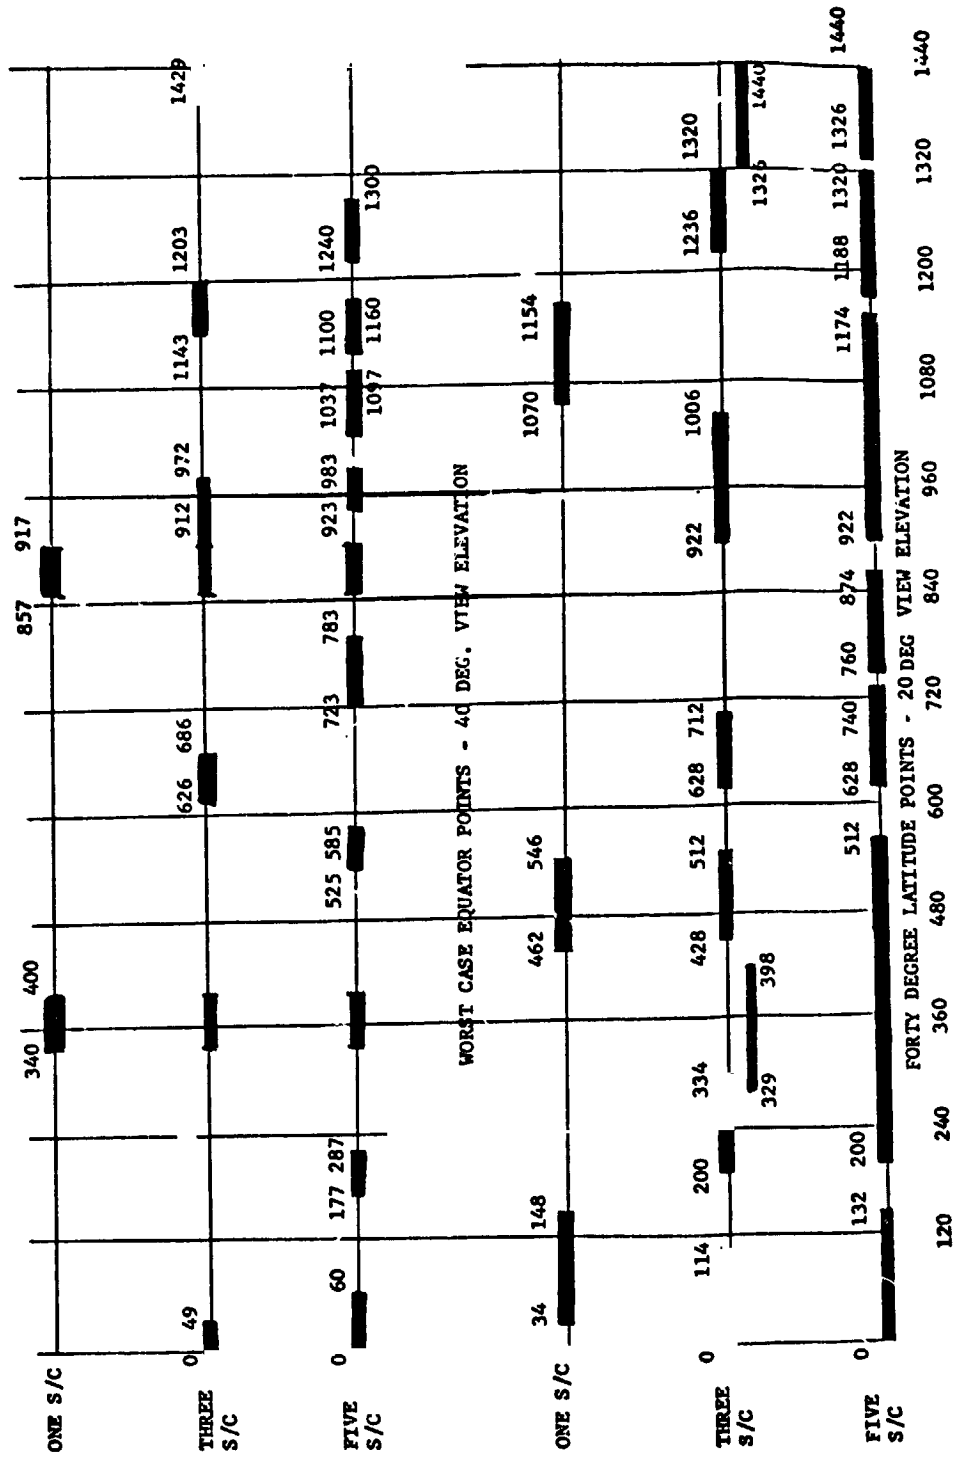 ONE S/C
340 400 857 917
THREE
S/C
0 49 626 686 912 972 1143 1203 1429
FIVE
S/C
0 60 177 287 525 585 723 783 923 983 1037 1097 1100 1160 1240 1300
WORST CASE EQUATOR POINTS - 40 DEG. VIEW ELEVATION
ONE S/C
34 148 462 546 1070 1154
THREE
S/C
0 114 200 334 428 512 628 712 922 1006 1236 1320
329 398 1326 1440
FIVE
S/C
0 132 200 512 628 740 760 874 922 1174 1188 1320 1326 1440
FORTY DEGREE LATITUDE POINTS - 20 DEG VIEW ELEVATION
120 240 360 480 600 720 840 960 1080 1200 1320 1440